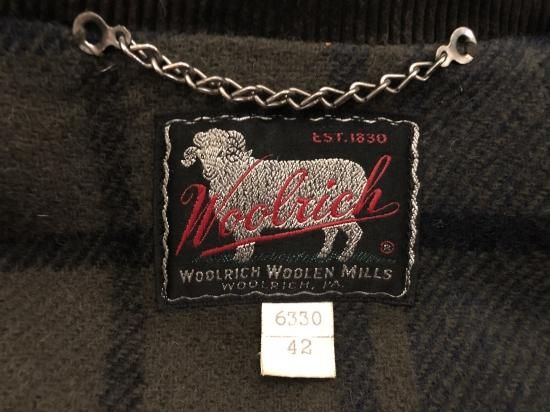 EST. 1830
Woolrich
®
WOOLRICH WOOLEN MILLS
WOOLRICH, PA.
6330
42